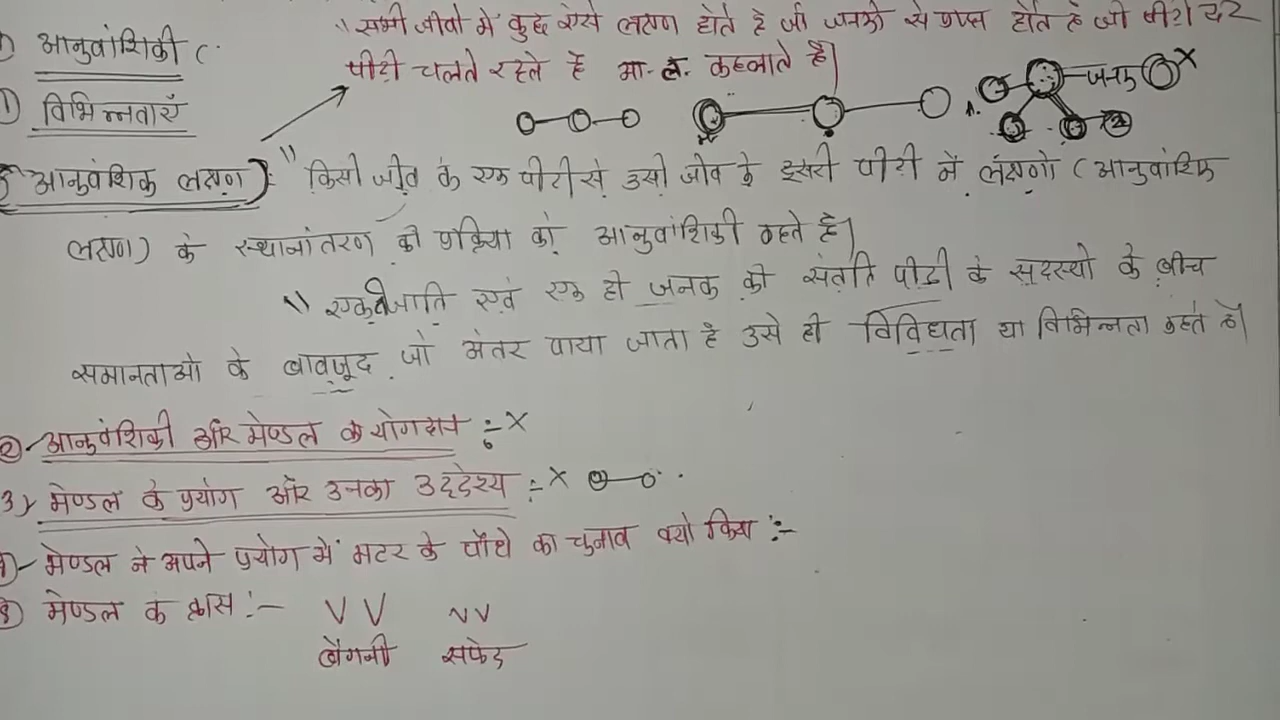 आनुवांशिकी (
"सभी जीवो में कुछ ऐसे लक्षण होते है जो जनको से प्राप्त होते है जो पीटी दर
पीटी चलते रहते है आ-ल. कहलाते है|
① विभिन्नताएँ
जनक X
आनुवंशिक लक्षण): "किसी जीव के एक पीटी से उसी जीव के दूसरी पीटी में लक्षणो (आनुवांशिक
लक्षण) के स्थानांतरण की प्रक्रिया को आनुवांशिकी कहते है|
"एक ही जाति एवं एक ही जनक की संतति पीढी के सदस्यो के बीच
समानताओ के बावजूद जो अंतर पाया जाता है उसे ही विविधता या विभिन्नता कहते है|
② आनुवंशिकी और मेण्डल का योगदान ÷ X
3) मेण्डल के प्रयोग और उनका उद्देश्य ÷ X
मेण्डल ने अपने प्रयोग में मटर के पौधे का चुनाव क्यो किया :-
मेण्डल के क्रास :- V V v v
बैगनी सफेद